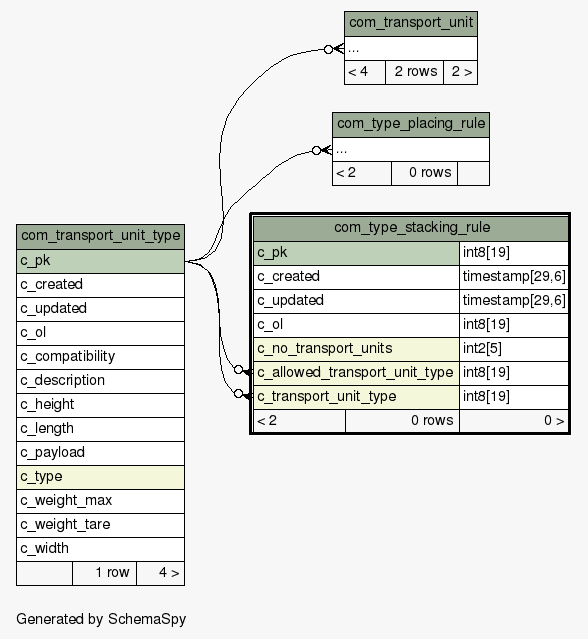 com_transport_unit
...
< 4 2 rows 2 >
com_type_placing_rule
...
< 2 0 rows
com_transport_unit_type
c_pk
c_created
c_updated
c_ol
c_compatibility
c_description
c_height
c_length
c_payload
c_type
c_weight_max
c_weight_tare
c_width
1 row 4 >
com_type_stacking_rule
c_pk int8[19]
c_created timestamp[29,6]
c_updated timestamp[29,6]
c_ol int8[19]
c_no_transport_units int2[5]
c_allowed_transport_unit_type int8[19]
c_transport_unit_type int8[19]
< 2 0 rows 0 >
Generated by SchemaSpy